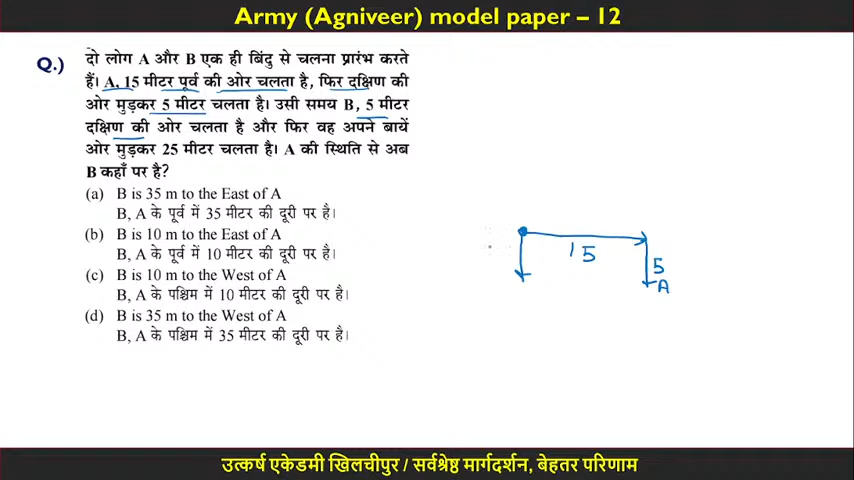 Army (Agniveer) model paper – 12
Q.) दो लोग A और B एक ही बिंदु से चलना प्रारंभ करते
हैं। A, 15 मीटर पूर्व की ओर चलता है, फिर दक्षिण की
ओर मुड़कर 5 मीटर चलता है। उसी समय B, 5 मीटर
दक्षिण की ओर चलता है और फिर वह अपने बायें
ओर मुड़कर 25 मीटर चलता है। A की स्थिति से अब
B कहाँ पर है?
(a) B is 35 m to the East of A
B, A के पूर्व में 35 मीटर की दूरी पर है।
(b) B is 10 m to the East of A
B, A के पूर्व में 10 मीटर की दूरी पर है।
(c) B is 10 m to the West of A
B, A के पश्चिम में 10 मीटर की दूरी पर है।
(d) B is 35 m to the West of A
B, A के पश्चिम में 35 मीटर की दूरी पर है।
15
5
A
उत्कर्ष एकेडमी खिलचीपुर / सर्वश्रेष्ठ मार्गदर्शन, बेहतर परिणाम